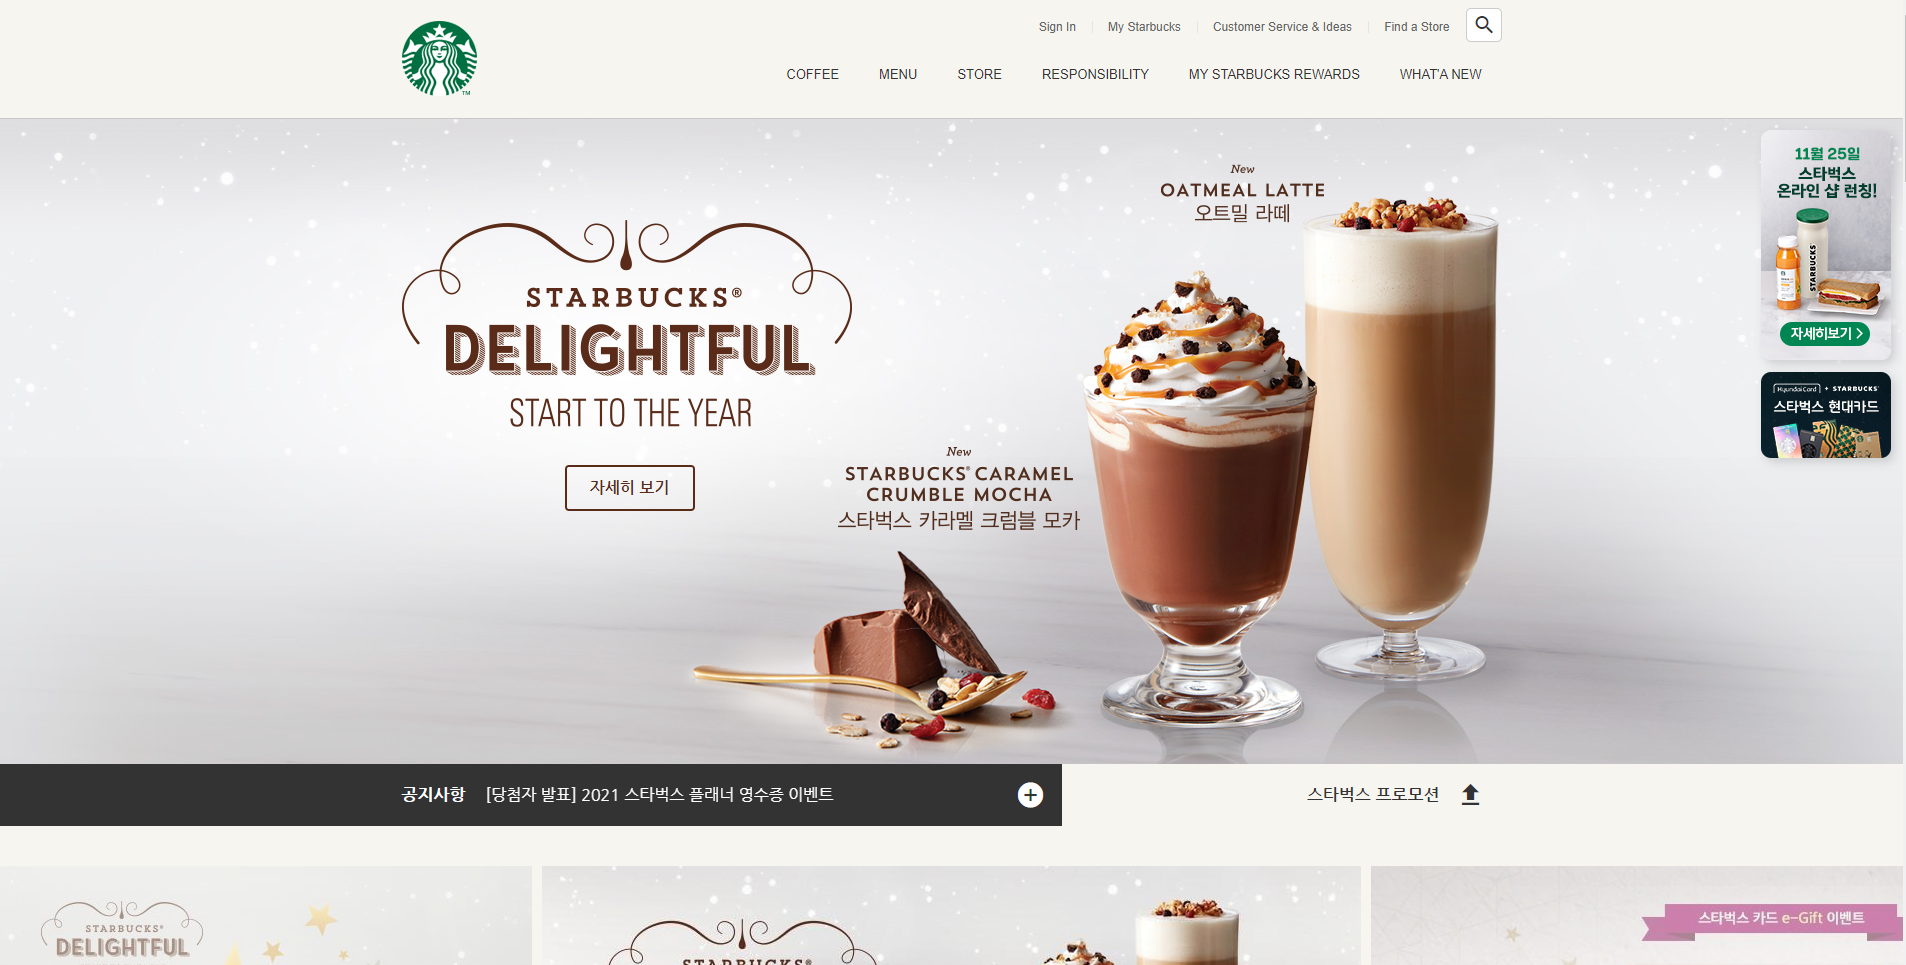 Sign In
My Starbucks
Customer Service & Ideas
Find a Store
COFFEE
MENU
STORE
RESPONSIBILITY
MY STARBUCKS REWARDS
WHAT'A NEW
TM
STARBUCKS®
DELIGHTFUL
START TO THE YEAR
자세히 보기
New
OATMEAL LATTE
오트밀 라떼
New
STARBUCKS® CARAMEL
CRUMBLE MOCHA
스타벅스 카라멜 크럼블 모카
11월 25일
스타벅스
온라인 샵 런칭!
STARBUCKS
자세히보기 >
HyundaiCard + STARBUCKS
스타벅스 현대카드
공지사항 [당첨자 발표] 2021 스타벅스 플래너 영수증 이벤트
스타벅스 프로모션
STARBUCKS®
DELIGHTFUL
STARBUCKS®
스타벅스 카드 e-Gift 이벤트